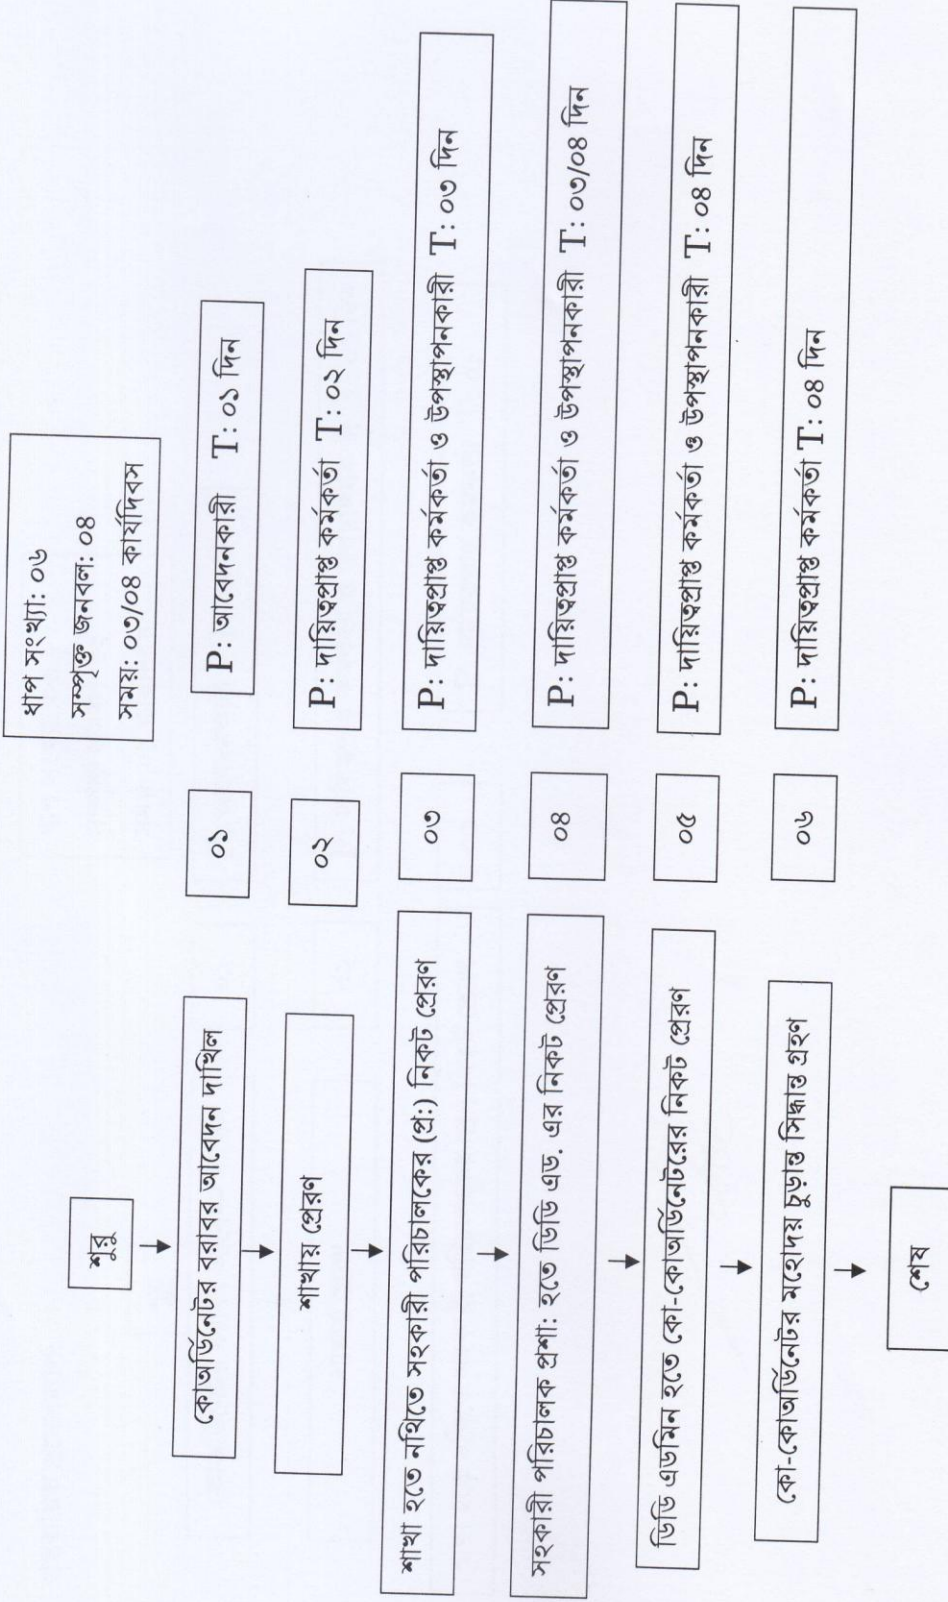 ধাপ সংখ্যা: ০৬
সম্পৃক্ত জনবল: ০৪
সময়: ০৩/০৪ কার্যদিবস
শুরু
কোঅর্ডিনেটর বরাবর আবেদন দাখিল
০১
P: আবেদনকারী T: ০১ দিন
শাখায় প্রেরণ
০২
P: দায়িত্বপ্রাপ্ত কর্মকর্তা T: ০২ দিন
শাখা হতে নথিতে সহকারী পরিচালকের (প্র:) নিকট প্রেরণ
০৩
P: দায়িত্বপ্রাপ্ত কর্মকর্তা ও উপস্থাপনকারী T: ০৩ দিন
সহকারী পরিচালক প্রশা: হতে ডিডি এড. এর নিকট প্রেরণ
০৪
P: দায়িত্বপ্রাপ্ত কর্মকর্তা ও উপস্থাপনকারী T: ০৩/০৪ দিন
ডিডি এডমিন হতে কো-কোঅর্ডিনেটরের নিকট প্রেরণ
০৫
P: দায়িত্বপ্রাপ্ত কর্মকর্তা ও উপস্থাপনকারী T: ০৪ দিন
কো-কোঅর্ডিনেটর মহোদয় চুড়ান্ত সিদ্ধান্ত গ্রহণ
০৬
P: দায়িত্বপ্রাপ্ত কর্মকর্তা T: ০৪ দিন
শেষ